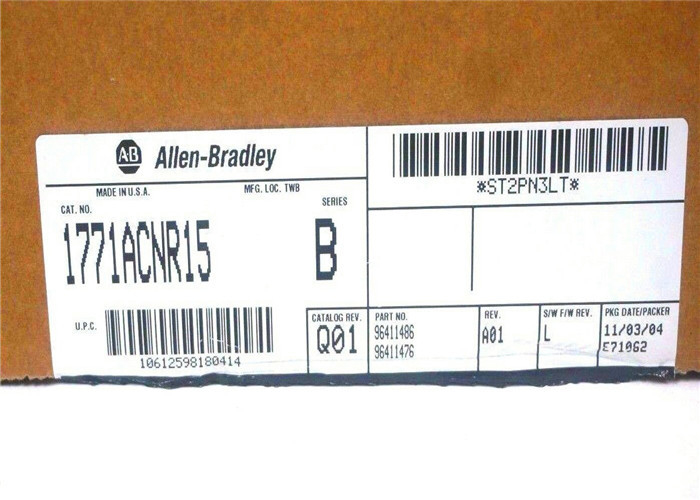 AB Allen-Bradley
MADE IN U.S.A. MFG. LOC. TWB
CAT. NO. SERIES
1771ACNR15 B
U.P.C.
10612598180414
*ST2PN3LT*
CATALOG REV.
Q01
PART NO.
96411486
96411476
REV.
A01
S/W F/W REV.
L
PKG DATE/PACKER
11/03/04
E710G2